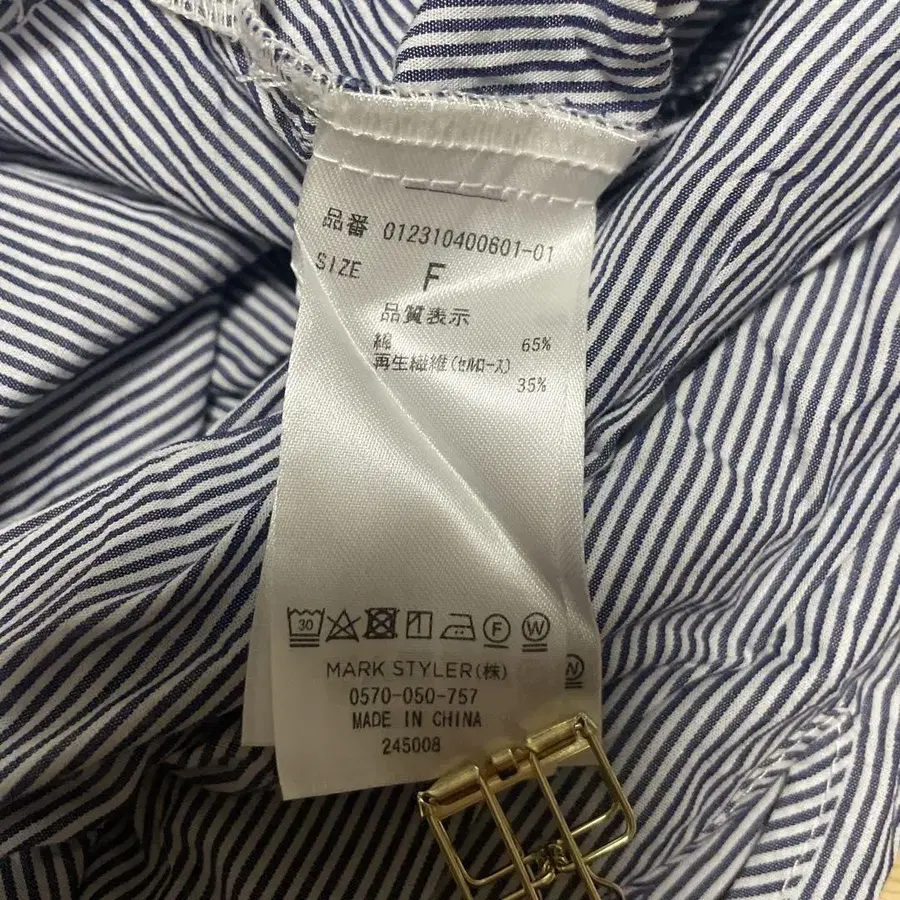 品番 012310400601-01
SIZE F
品質表示
綿 65%
再生繊維(セルロース)
35%
30 F W
MARK STYLER(株)
0570-050-757
MADE IN CHINA
245008
W